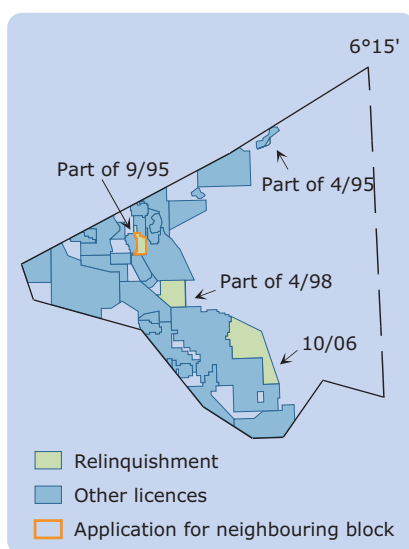 6°15'
Part of 9/95
Part of 4/95
Part of 4/98
10/06
Relinquishment
Other licences
Application for neighbouring block